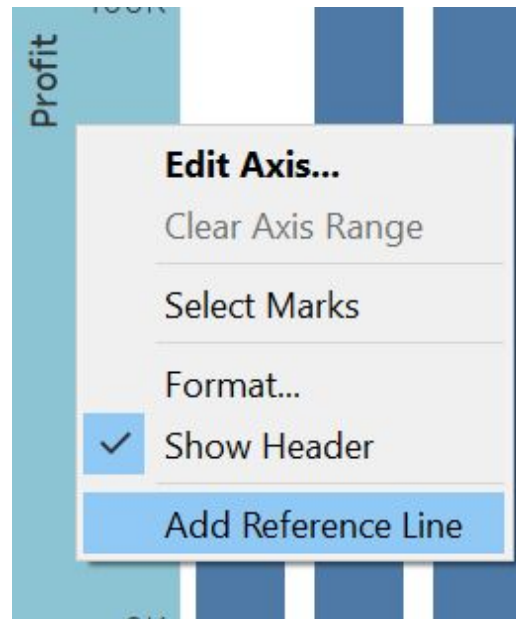 Profit
Edit Axis...
Clear Axis Range
Select Marks
Format...
Show Header
Add Reference Line